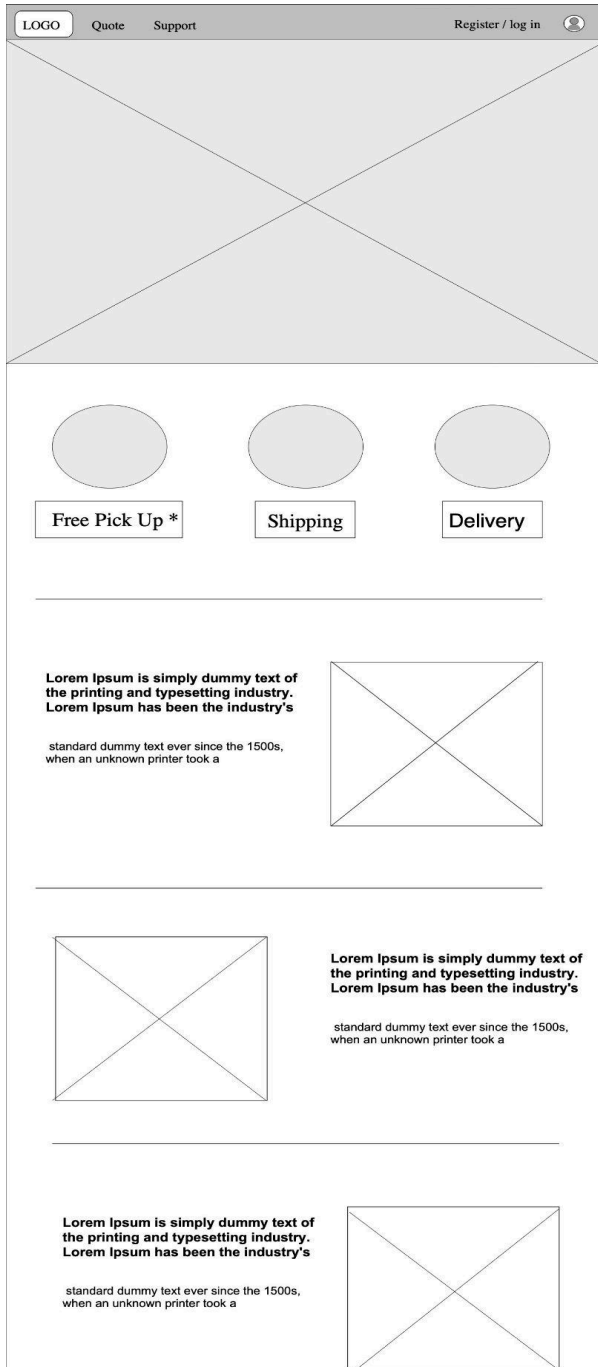 LOGO
Quote
Support
Register / log in
Free Pick Up *
Shipping
Delivery
Lorem Ipsum is simply dummy text of
the printing and typesetting industry.
Lorem Ipsum has been the industry's
standard dummy text ever since the 1500s,
when an unknown printer took a
Lorem Ipsum is simply dummy text of
the printing and typesetting industry.
Lorem Ipsum has been the industry's
standard dummy text ever since the 1500s,
when an unknown printer took a
Lorem Ipsum is simply dummy text of
the printing and typesetting industry.
Lorem Ipsum has been the industry's
standard dummy text ever since the 1500s,
when an unknown printer took a